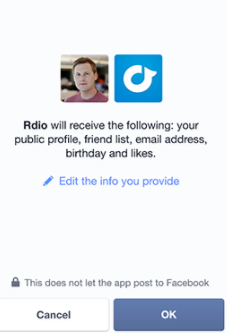 Rdio will receive the following: your
public profile, friend list, email address,
birthday and likes.
Edit the info you provide
This does not let the app post to Facebook
Cancel
OK